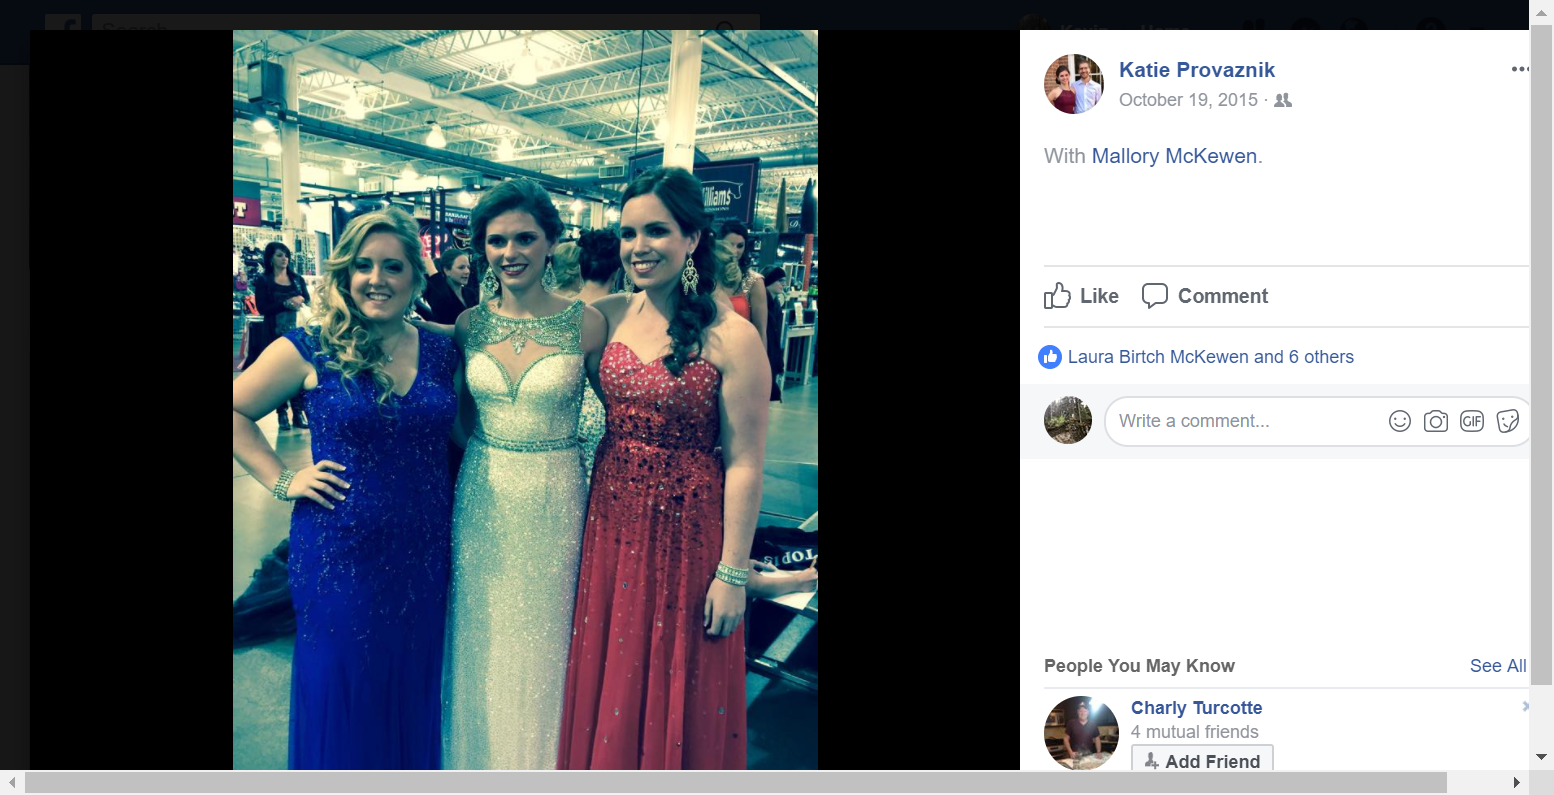 Search
Katie Provaznik
October 19, 2015 ·
With Mallory McKewen.
Like Comment
Laura Birtch McKewen and 6 others
Write a comment...
GIF
People You May Know
See All
Charly Turcotte
4 mutual friends
Add Friend